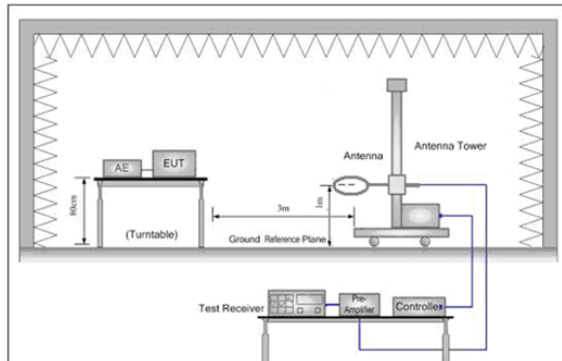 AE
EUT
80cm
(Turntable)
3m
Ground Reference Plane
1m
Antenna
Antenna Tower
Test Receiver
Pre-
Amplifier
Controller